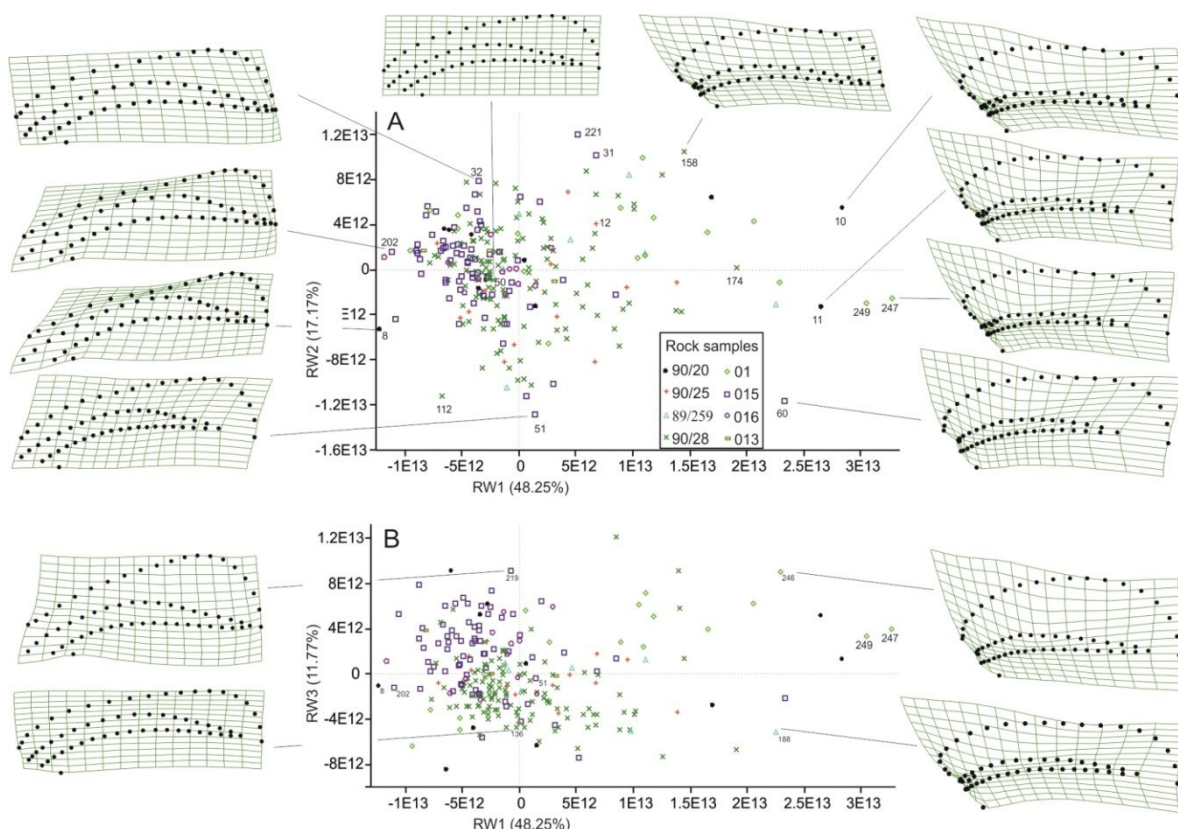 A
1.2E13
8E12
4E12
0
E12
-8E12
-1.2E13
-1.6E13
RW2 (17.17%)
221
31
158
32
12
10
202
50
174
11
249
247
8
112
51
60
Rock samples
90/20
01
90/25
015
89/259
016
90/28
013
-1E13
-5E12
0
5E12
1E13
1.5E13
2E13
2.5E13
3E13
RW1 (48.25%)
B
1.2E13
8E12
4E12
0
-4E12
-8E12
RW3 (11.77%)
219
246
249
247
8
202
51
136
188
-1E13
-5E12
0
5E12
1E13
1.5E13
2E13
2.5E13
3E13
RW1 (48.25%)